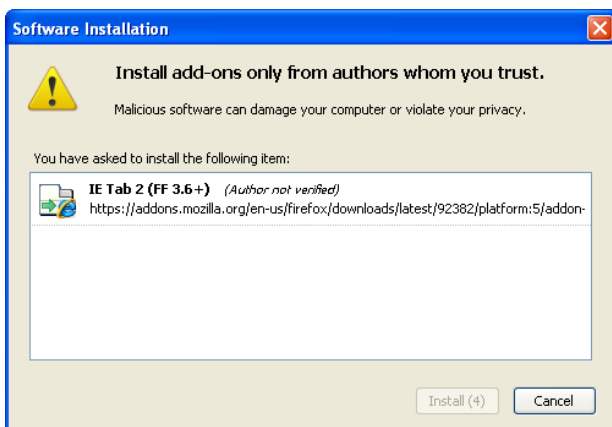 Software Installation
Install add-ons only from authors whom you trust.
Malicious software can damage your computer or violate your privacy.
You have asked to install the following item:
IE Tab 2 (FF 3.6+) (Author not verified)
https://addons.mozilla.org/en-us/firefox/downloads/latest/92382/platform:5/addon-
Install (4) Cancel